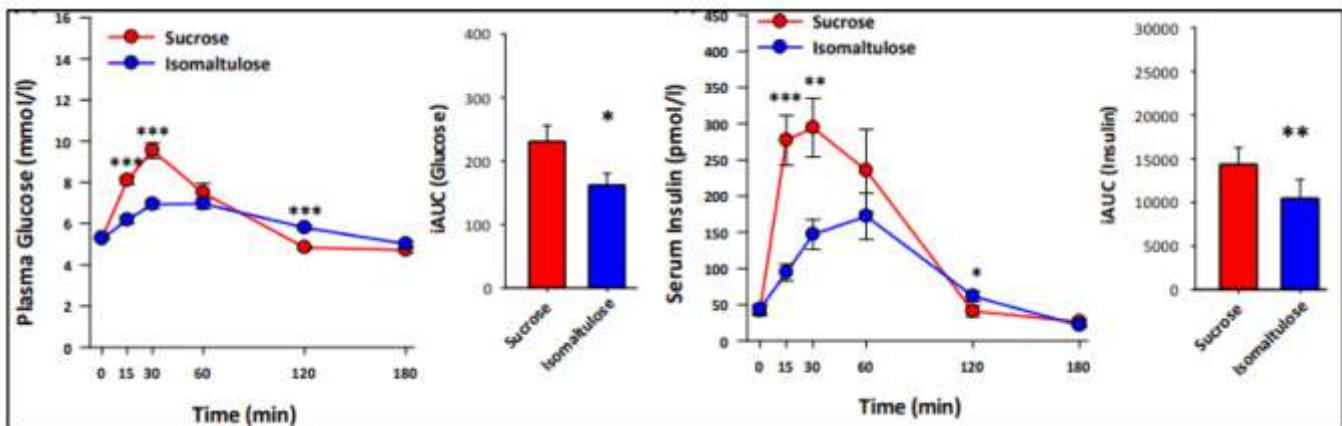 Plasma Glucose (mmol/l)
16
14
12
10
8
6
4
2
0
Sucrose
Isomaltulose
***
***
***
0 15 30 60 120 180
Time (min)
iAUC (Glucose)
400
300
200
100
0
*
Sucrose
Isomaltulose
Serum Insulin (pmol/l)
450
400
350
300
250
200
150
100
50
0
Sucrose
Isomaltulose
***
**
*
0 15 30 60 120 180
Time (min)
iAUC (Insulin)
30000
25000
20000
15000
10000
5000
0
**
Sucrose
Isomaltulose